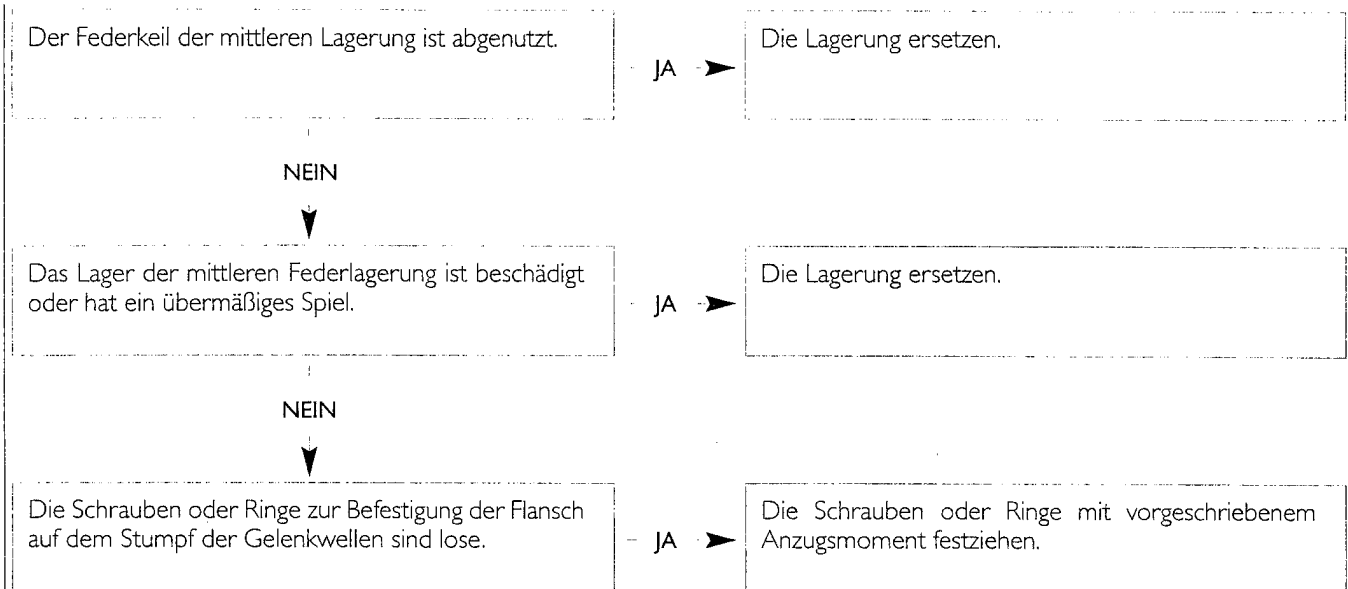 Der Federkeil der mittleren Lagerung ist abgenutzt.
JA
Die Lagerung ersetzen.
NEIN
Das Lager der mittleren Federlagerung ist beschädigt
oder hat ein übermäßiges Spiel.
JA
Die Lagerung ersetzen.
NEIN
Die Schrauben oder Ringe zur Befestigung der Flansch
auf dem Stumpf der Gelenkwellen sind lose.
JA
Die Schrauben oder Ringe mit vorgeschriebenem
Anzugsmoment festziehen.